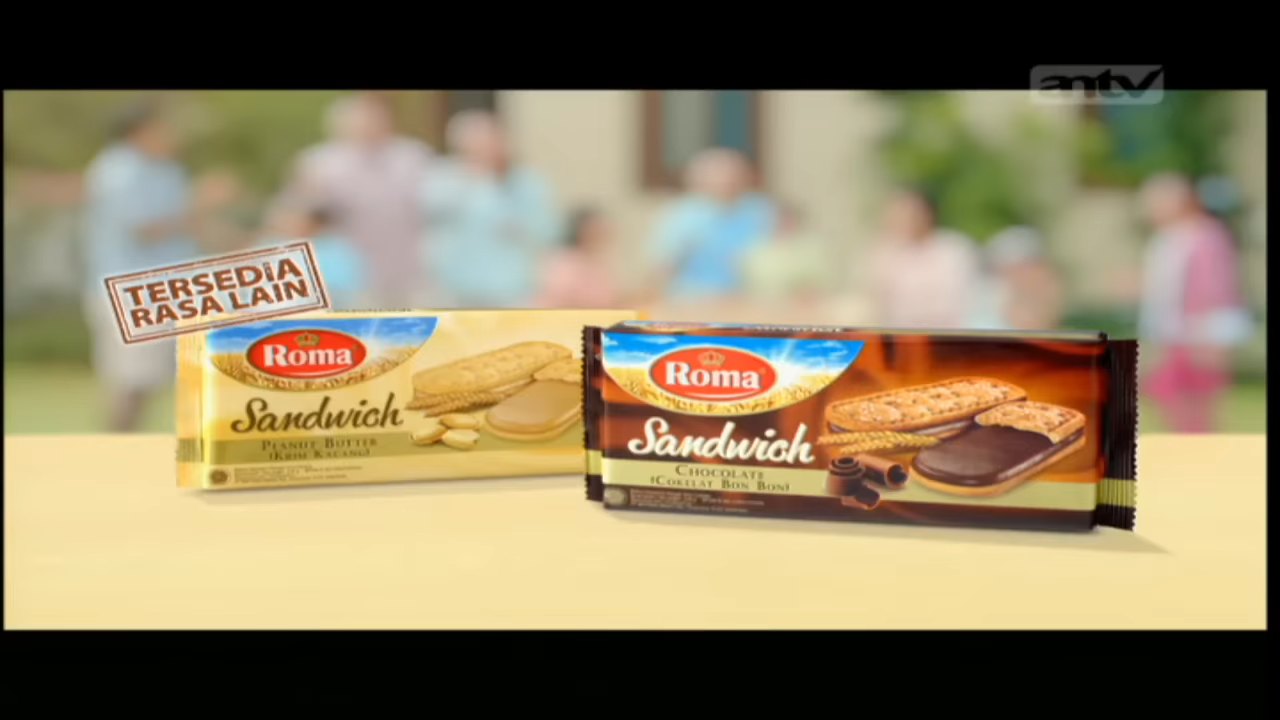 antv
TERSEDIA
RASA LAIN
Roma
Sandwich
PEANUT BUTTER
(KRIM KACANG)
Roma
Sandwich
CHOCOLATE
(COKELAT BON BON)